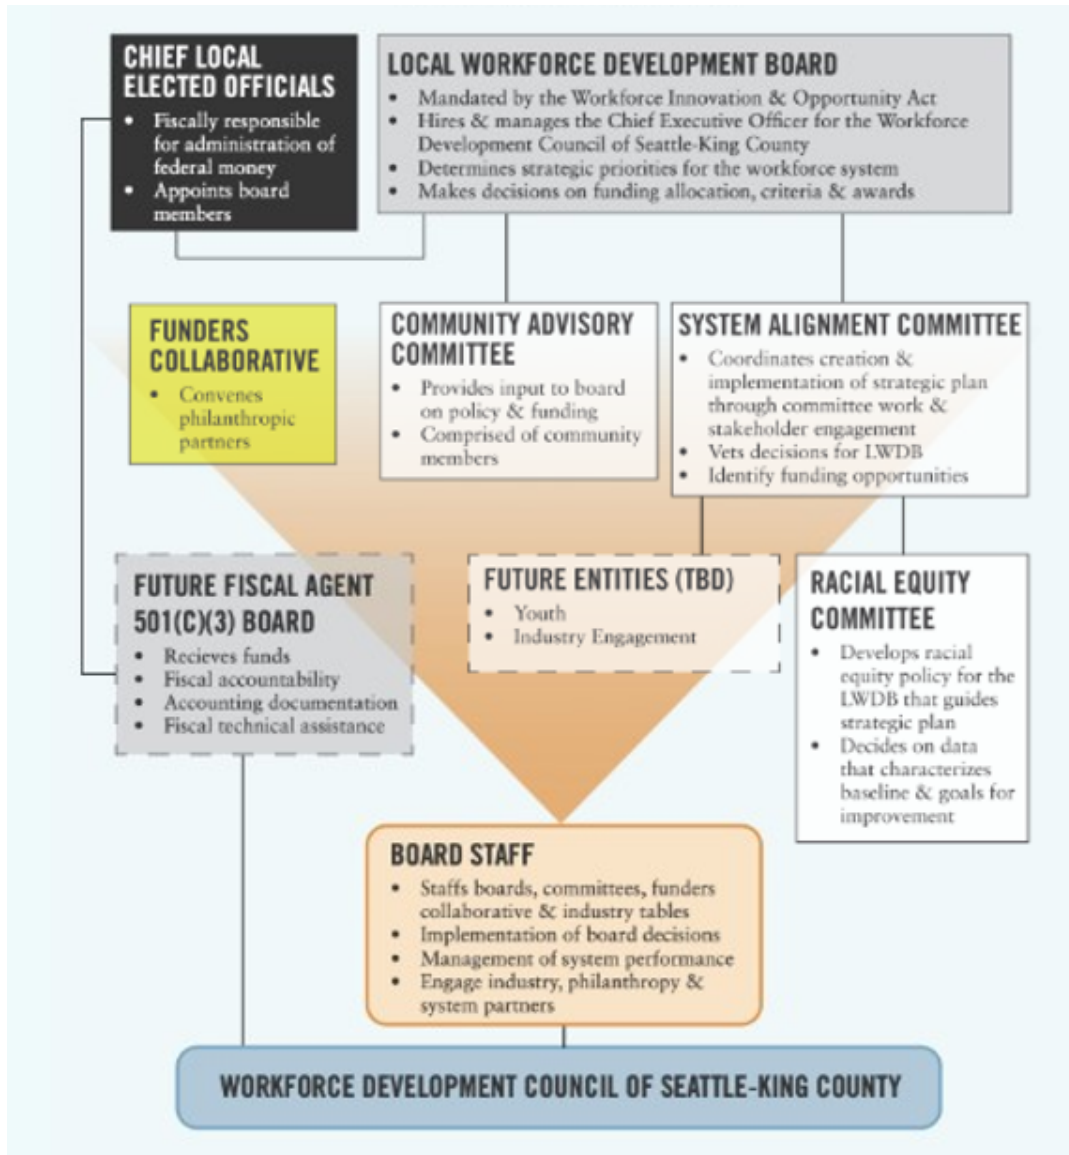 CHIEF LOCAL
ELECTED OFFICIALS
• Fiscally responsible
for administration of
federal money
• Appoints board
members
LOCAL WORKFORCE DEVELOPMENT BOARD
• Mandated by the Workforce Innovation & Opportunity Act
• Hires & manages the Chief Executive Officer for the Workforce
Development Council of Seattle-King County
• Determines strategic priorities for the workforce system
• Makes decisions on funding allocation, criteria & awards
FUNDERS
COLLABORATIVE
• Convenes
philanthropic
partners
COMMUNITY ADVISORY
COMMITTEE
• Provides input to board
on policy & funding
• Comprised of community
members
SYSTEM ALIGNMENT COMMITTEE
• Coordinates creation &
implementation of strategic plan
through committee work &
stakeholder engagement
• Vets decisions for LWDB
• Identify funding opportunities
FUTURE FISCAL AGENT
501(C)(3) BOARD
• Recieves funds
• Fiscal accountability
• Accounting documentation
• Fiscal technical assistance
FUTURE ENTITIES (TBD)
• Youth
• Industry Engagement
RACIAL EQUITY
COMMITTEE
• Develops racial
equity policy for the
LWDB that guides
strategic plan
• Decides on data
that characterizes
baseline & goals for
improvement
BOARD STAFF
• Staffs boards, committees, funders
collaborative & industry tables
• Implementation of board decisions
• Management of system performance
• Engage industry, philanthropy &
system partners
WORKFORCE DEVELOPMENT COUNCIL OF SEATTLE-KING COUNTY